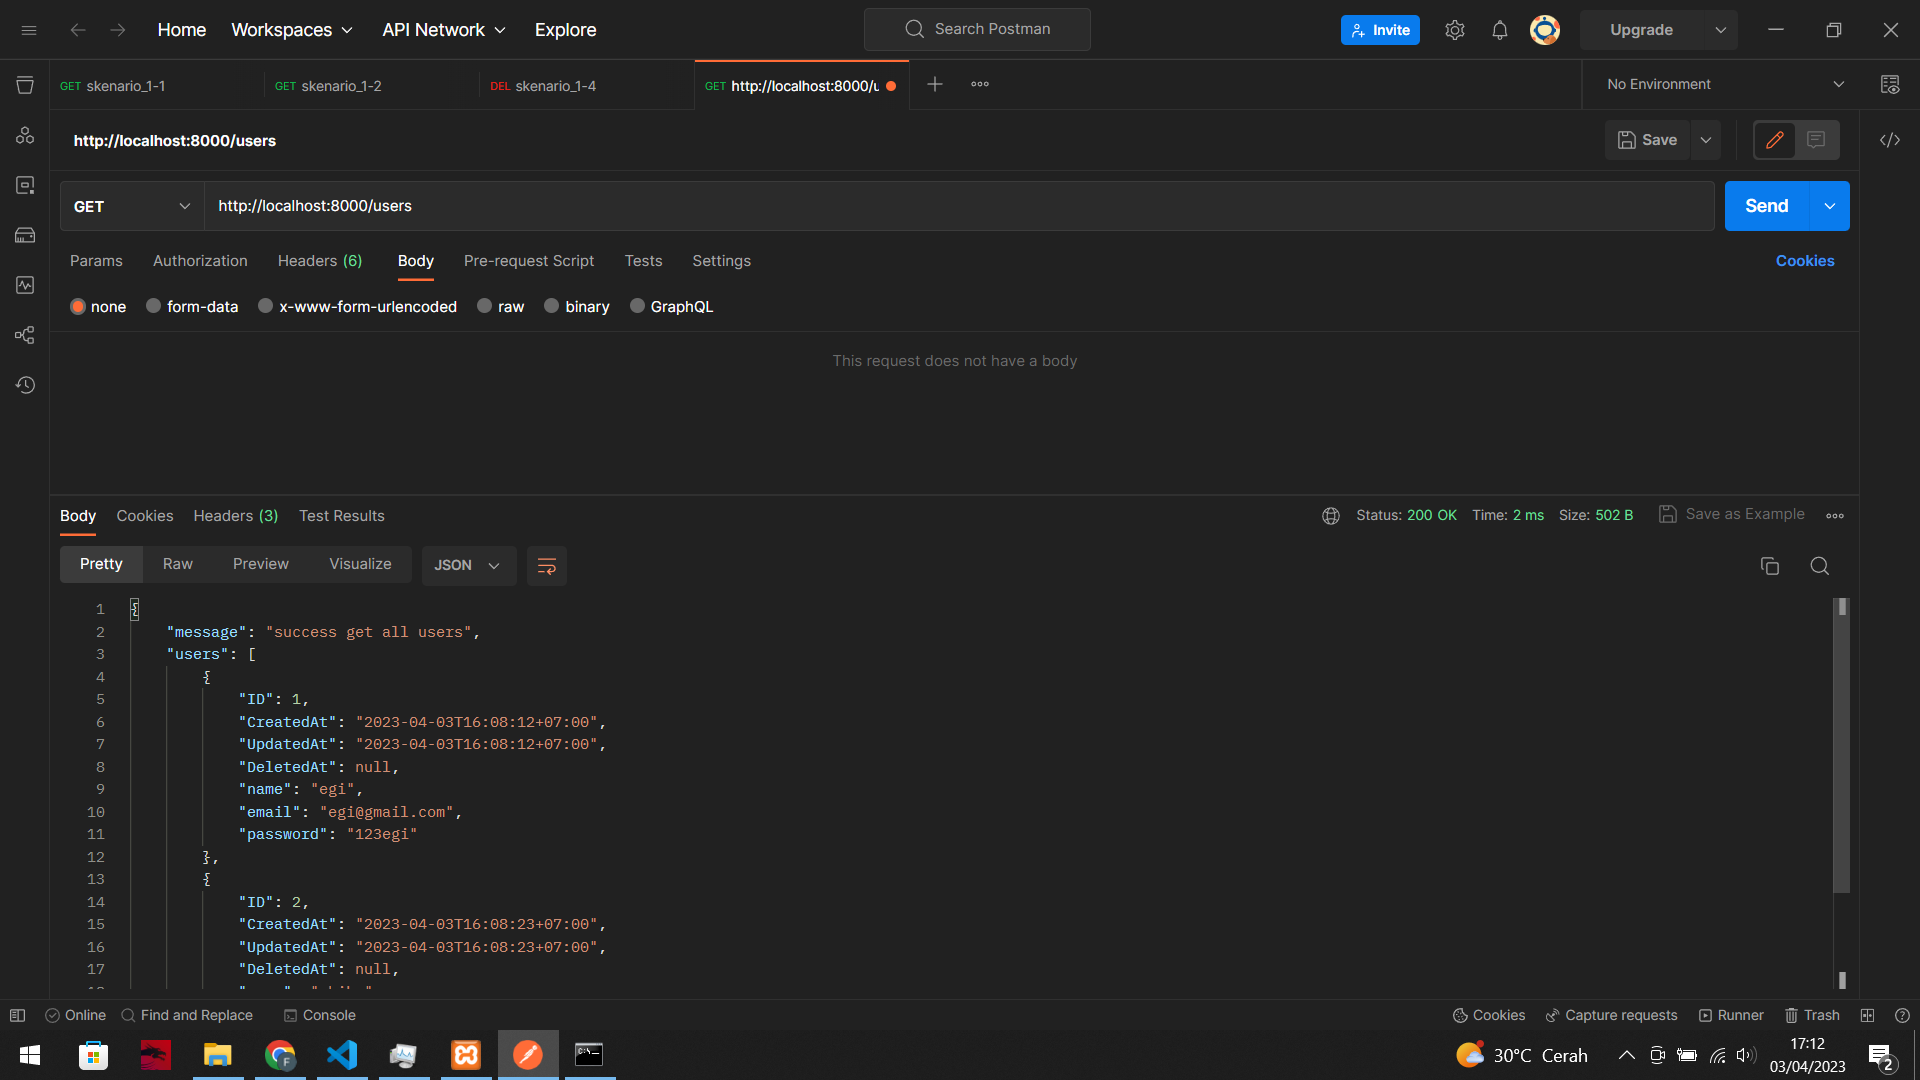 Home Workspaces API Network Explore Search Postman Invite Upgrade
GET skenario_1-1 GET skenario_1-2 DEL skenario_1-4 GET http://localhost:8000/u No Environment
http://localhost:8000/users Save
GET http://localhost:8000/users Send
Params Authorization Headers (6) Body Pre-request Script Tests Settings Cookies
none form-data x-www-form-urlencoded raw binary GraphQL
This request does not have a body
Body Cookies Headers (3) Test Results Status: 200 OK Time: 2 ms Size: 502 B Save as Example
Pretty Raw Preview Visualize JSON
1 {
2 "message": "success get all users",
3 "users": [
4 {
5 "ID": 1,
6 "CreatedAt": "2023-04-03T16:08:12+07:00",
7 "UpdatedAt": "2023-04-03T16:08:12+07:00",
8 "DeletedAt": null,
9 "name": "egi",
10 "email": "egi@gmail.com",
11 "password": "123egi"
12 },
13 {
14 "ID": 2,
15 "CreatedAt": "2023-04-03T16:08:23+07:00",
16 "UpdatedAt": "2023-04-03T16:08:23+07:00",
17 "DeletedAt": null,
Online Find and Replace Console Cookies Capture requests Runner Trash
30°C Cerah 17:12
03/04/2023 2